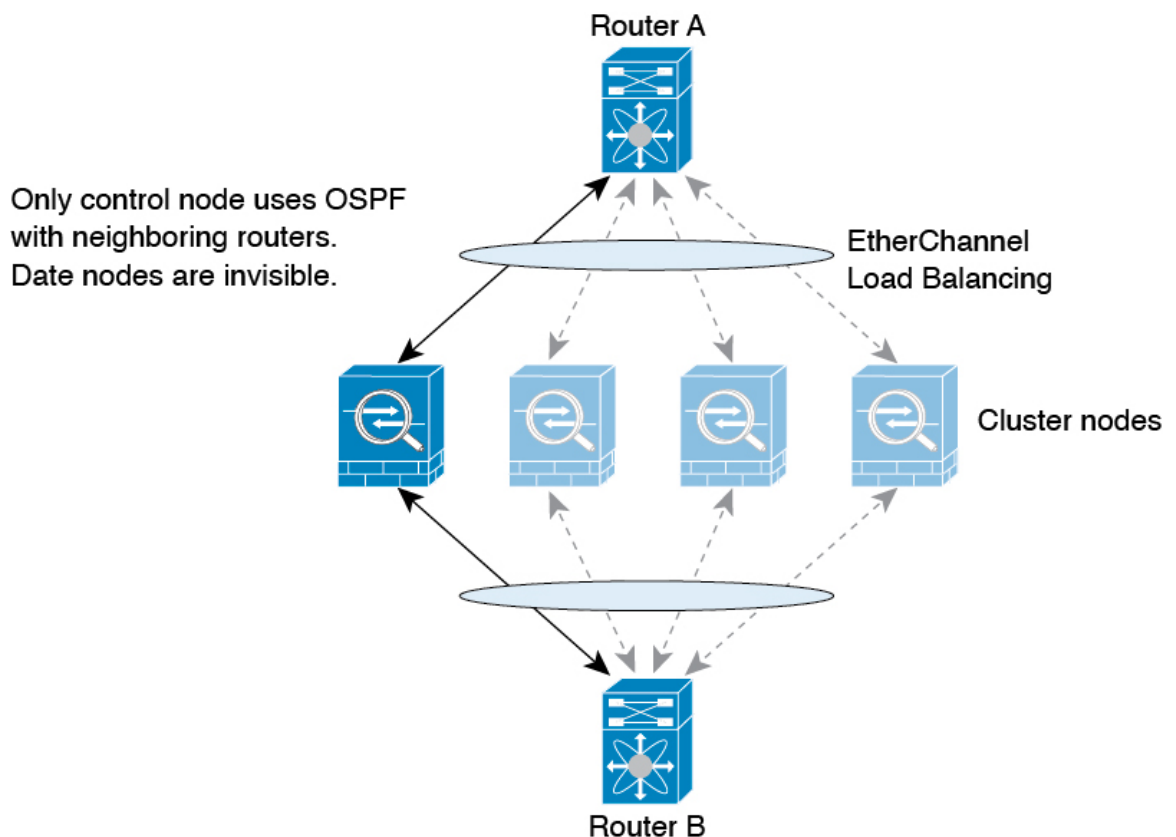 Router A
Only control node uses OSPF
with neighboring routers.
Date nodes are invisible.
EtherChannel
Load Balancing
Cluster nodes
Router B